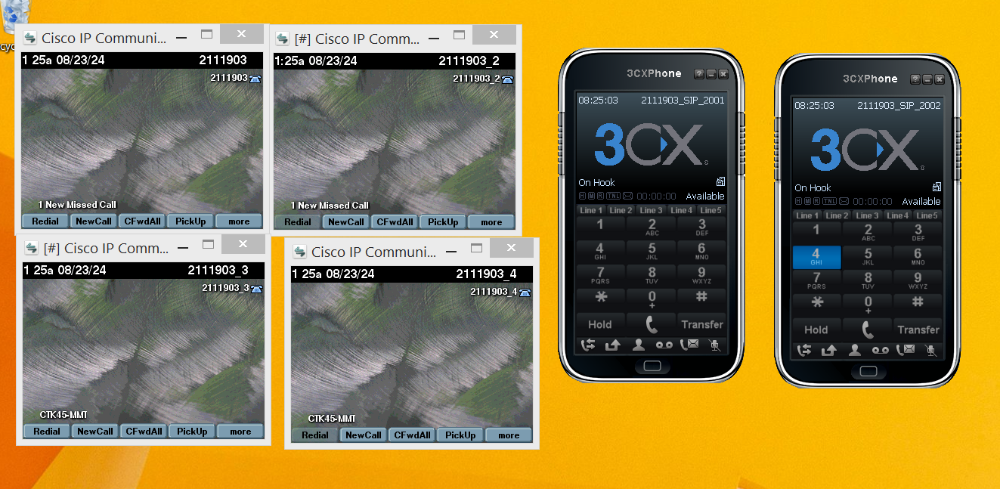 cyc
Cisco IP Communi...
1 25a 08/23/24 2111903
2111903
1 New Missed Call
Redial NewCall CFwdAll PickUp more
[#] Cisco IP Comm...
1:25a 08/23/24 2111903_2
2111903_2
1 New Missed Call
Redial NewCall CFwdAll PickUp more
[#] Cisco IP Comm...
1 25a 08/23/24 2111903_3
2111903_3
CTK45-MMT
Redial NewCall CFwdAll PickUp more
Cisco IP Communi...
1 25a 08/23/24 2111903_4
2111903_4
CTK45-MMT
Redial NewCall CFwdAll PickUp more
3CXPhone ?
08:25:03 2111903_SIP_2001
3CX
On Hook
H M R TNL 00:00:00 Available
Line 1 Line 2 Line 3 Line 4 Line5
1 2 3
ABC DEF
4 5 6
GHI JKL MNO
7 8 9
PQRS TUV WXYZ
* 0 #
+
Hold Transfer
3CXPhone ?
08:25:03 2111903_SIP_2002
3CX
On Hook
H M R TNL 00:00:00 Available
Line 1 Line 2 Line 3 Line 4 Line5
1 2 3
ABC DEF
4 5 6
GHI JKL MNO
7 8 9
PQRS TUV WXYZ
* 0 #
+
Hold Transfer